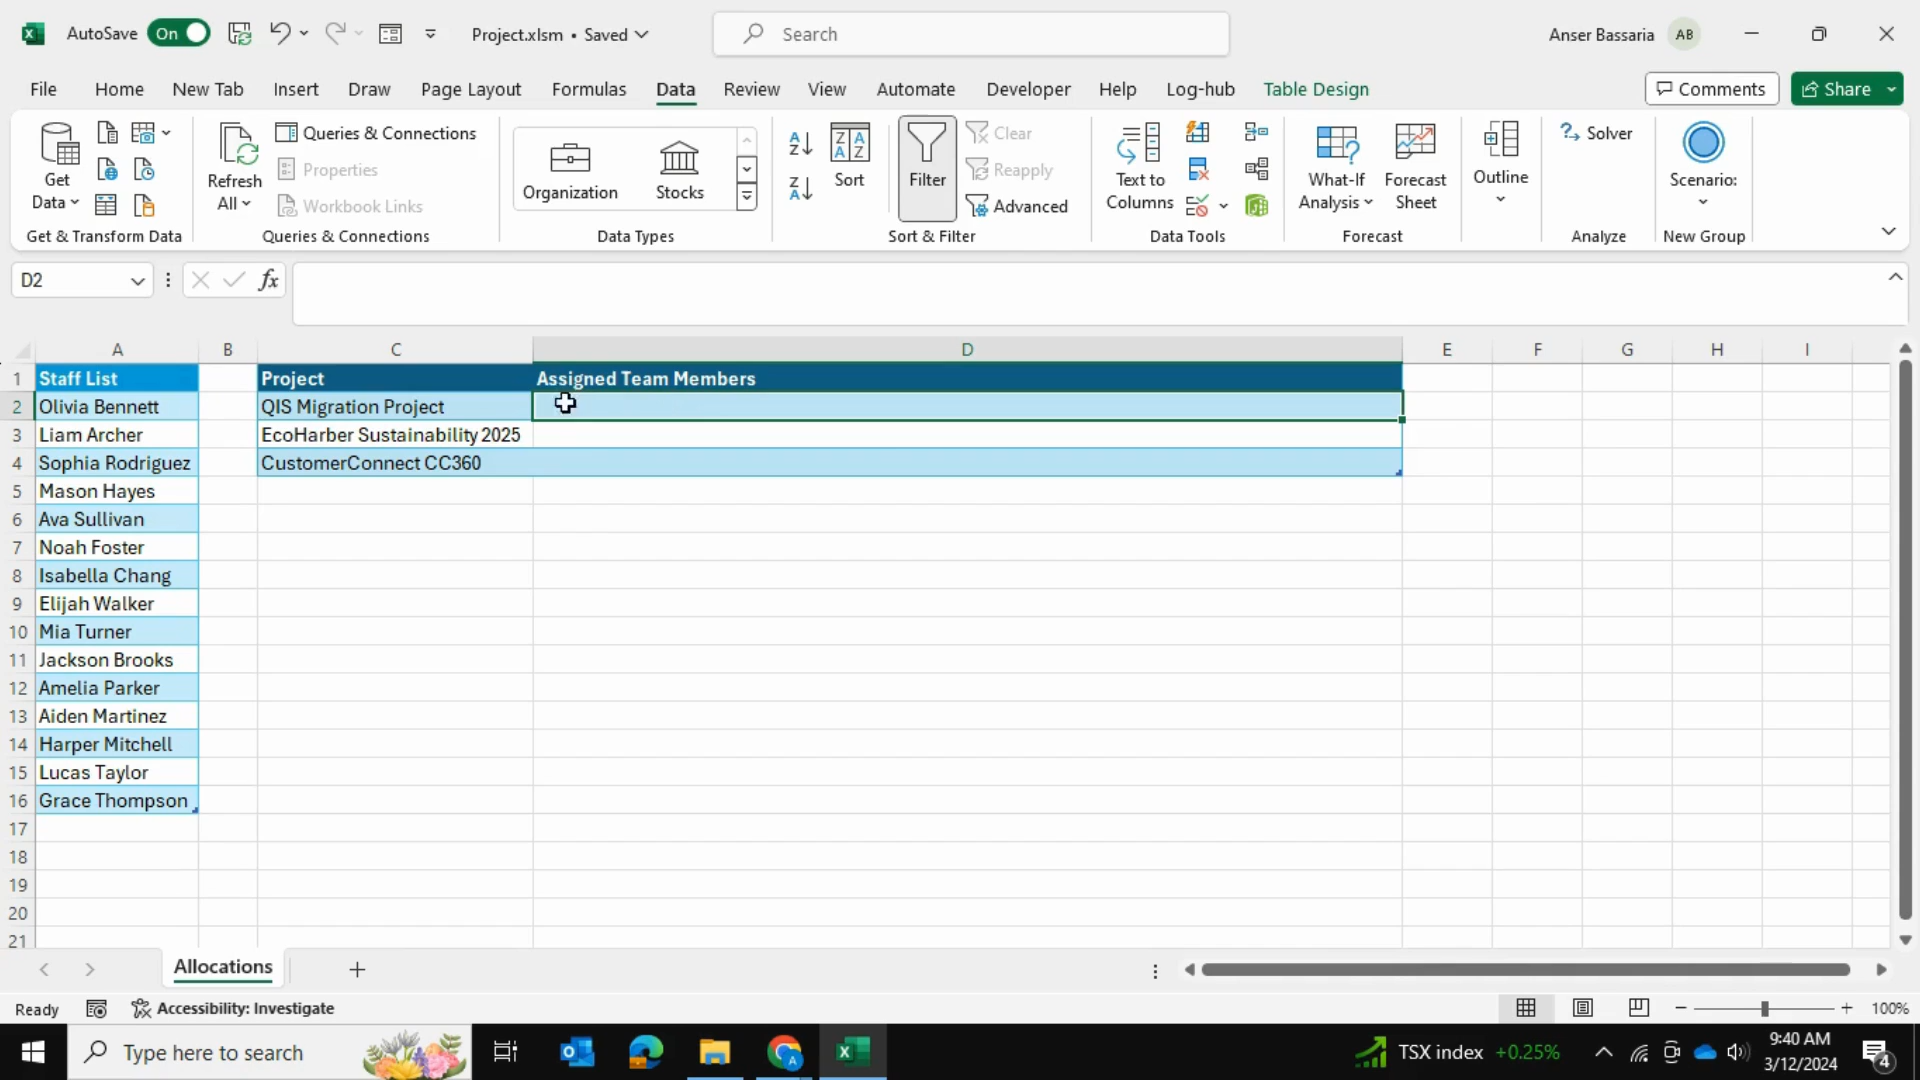 AutoSave On Project.xlsm • Saved Search Anser Bassaria AB
File Home New Tab Insert Draw Page Layout Formulas Data Review View Automate Developer Help Log-hub Table Design Comments Share
Get Data
Get & Transform Data
Refresh All
Queries & Connections
Properties
Workbook Links
Queries & Connections
Organization
Stocks
Data Types
Sort
Filter
Clear
Reapply
Advanced
Sort & Filter
Text to Columns
Data Tools
What-If Analysis
Forecast Sheet
Forecast
Outline
Solver
Analyze
Scenario:
New Group
D2 fx
A B C D E F G H I
1 Staff List Project Assigned Team Members
2 Olivia Bennett QIS Migration Project
3 Liam Archer EcoHarber Sustainability 2025
4 Sophia Rodriguez CustomerConnect CC360
5 Mason Hayes
6 Ava Sullivan
7 Noah Foster
8 Isabella Chang
9 Elijah Walker
10 Mia Turner
11 Jackson Brooks
12 Amelia Parker
13 Aiden Martinez
14 Harper Mitchell
15 Lucas Taylor
16 Grace Thompson
17
18
19
20
21
Allocations
Ready Accessibility: Investigate 100%
Type here to search TSX index +0.25% 9:40 AM
3/12/2024 4